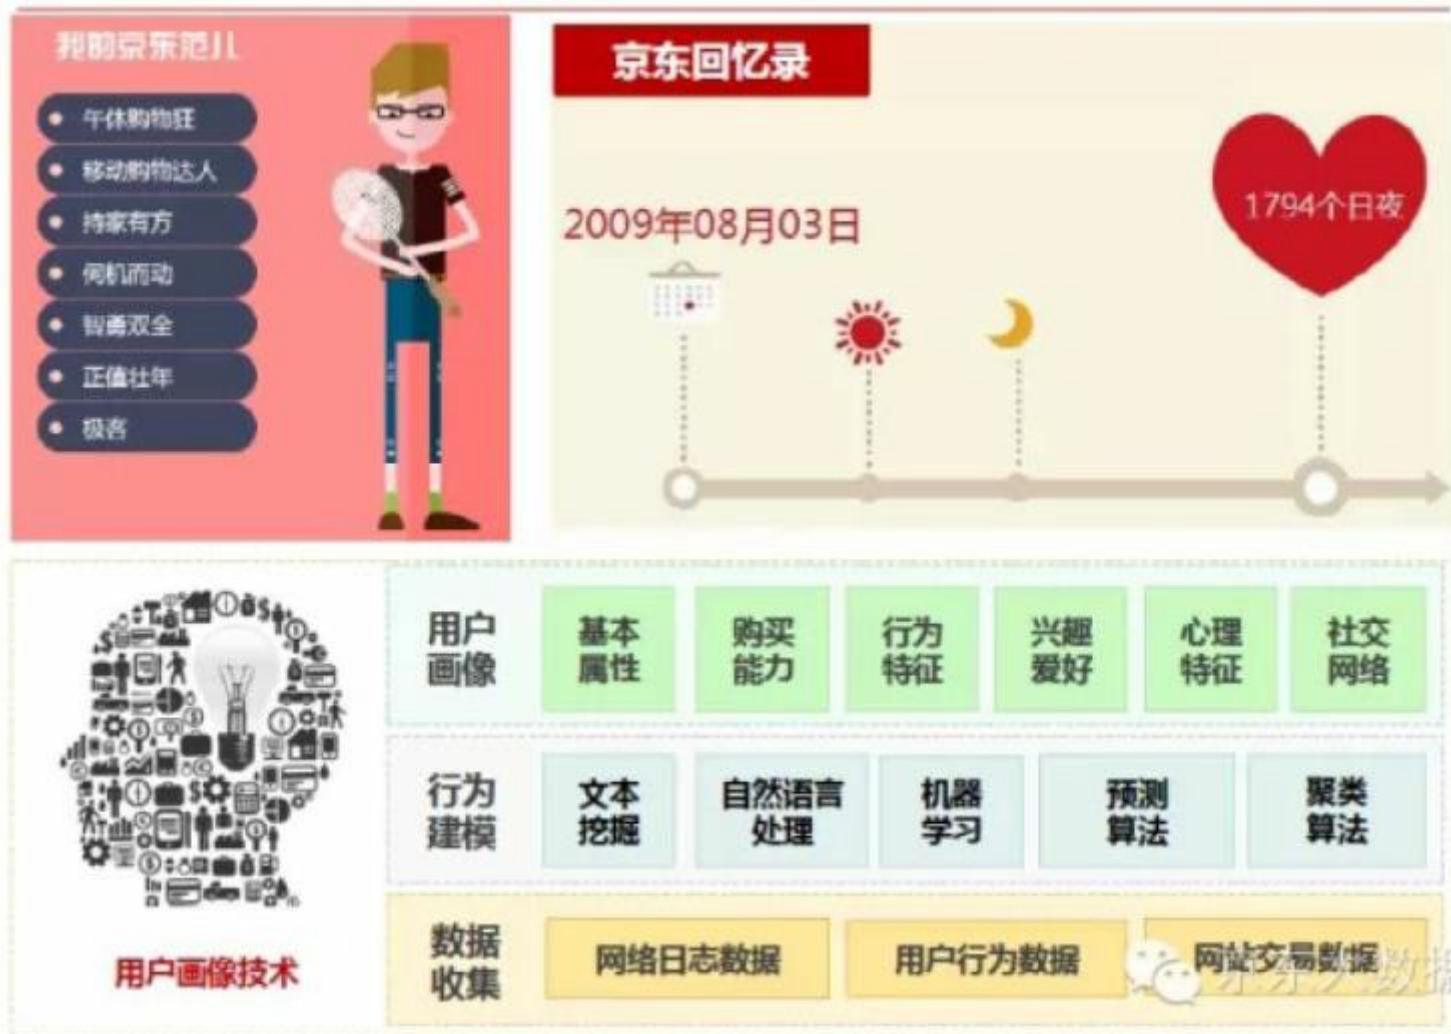 我的京东范儿
午休购物狂
移动购物达人
持家有方
伺机而动
智勇双全
正值壮年
极客
京东回忆录
2009年08月03日
1794个日夜
用户画像技术
用户
画像
基本
属性
购买
能力
行为
特征
兴趣
爱好
心理
特征
社交
网络
行为
建模
文本
挖掘
自然语言
处理
机器
学习
预测
算法
聚类
算法
数据
收集
网络日志数据
用户行为数据
网站交易数据
京东大数据